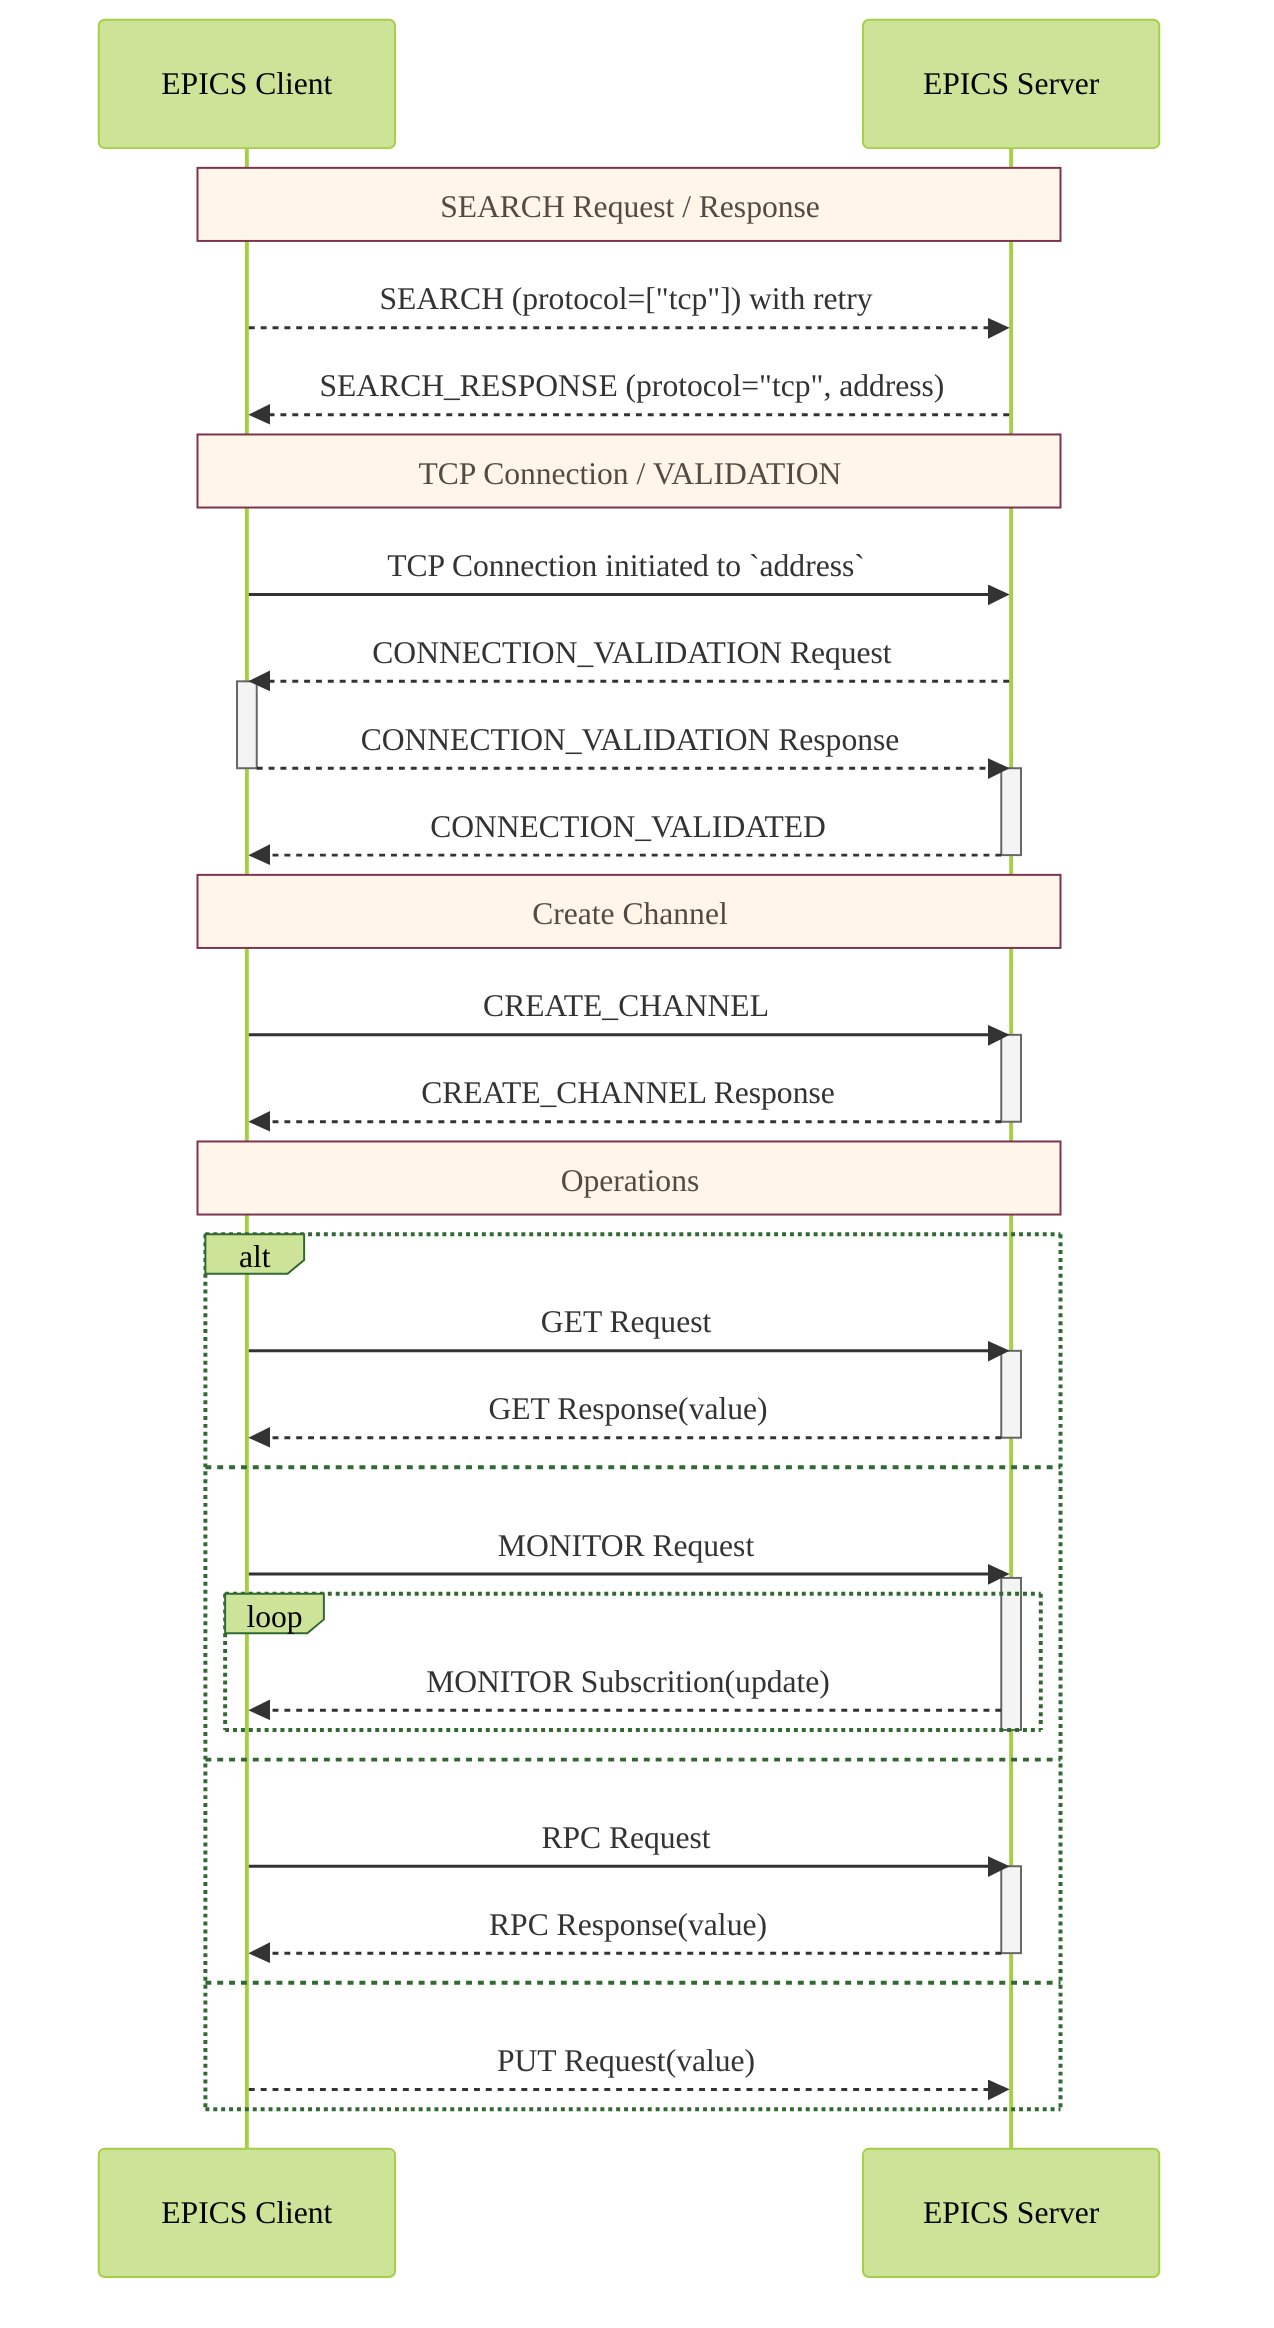 EPICS Client
EPICS Server
SEARCH Request / Response
SEARCH (protocol=["tcp"]) with retry
SEARCH_RESPONSE (protocol="tcp", address)
TCP Connection / VALIDATION
TCP Connection initiated to `address`
CONNECTION_VALIDATION Request
CONNECTION_VALIDATION Response
CONNECTION_VALIDATED
Create Channel
CREATE_CHANNEL
CREATE_CHANNEL Response
Operations
alt
GET Request
GET Response(value)
MONITOR Request
loop
MONITOR Subscrition(update)
RPC Request
RPC Response(value)
PUT Request(value)
EPICS Client
EPICS Server